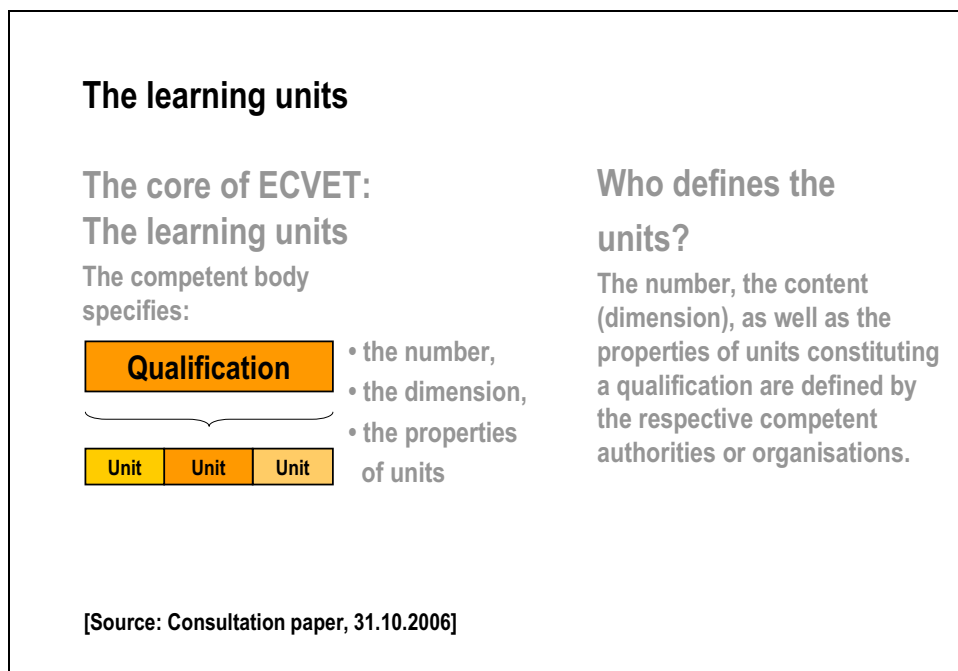 The learning units
The core of ECVET:
The learning units
The competent body
specifies:
Qualification
Unit Unit Unit
• the number,
• the dimension,
• the properties
of units
Who defines the
units?
The number, the content
(dimension), as well as the
properties of units constituting
a qualification are defined by
the respective competent
authorities or organisations.
[Source: Consultation paper, 31.10.2006]